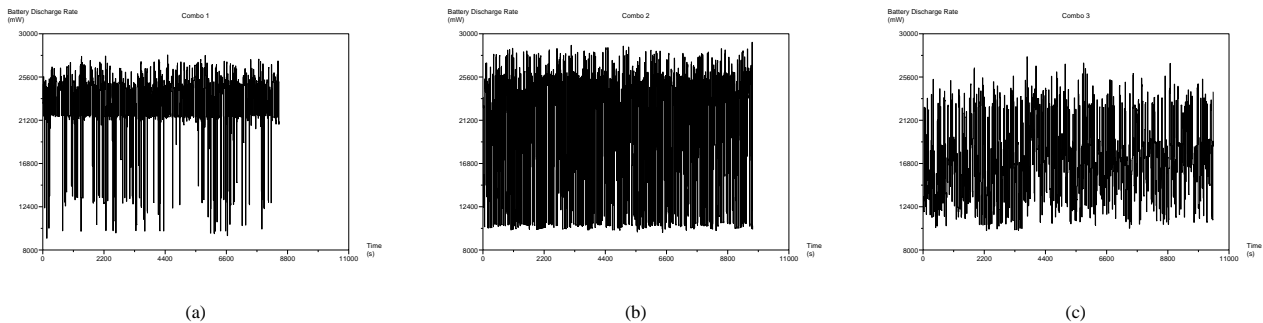 Battery Discharge Rate
(mW)
Combo 1
30000
25600
21200
16800
12400
8000
0
2200
4400
6600
8800
11000
Time
(s)
(a)
Battery Discharge Rate
(mW)
Combo 2
30000
25600
21200
16800
12400
8000
0
2200
4400
6600
8800
11000
Time
(s)
(b)
Battery Discharge Rate
(mW)
Combo 3
30000
25600
21200
16800
12400
8000
0
2200
4400
6600
8800
11000
Time
(s)
(c)